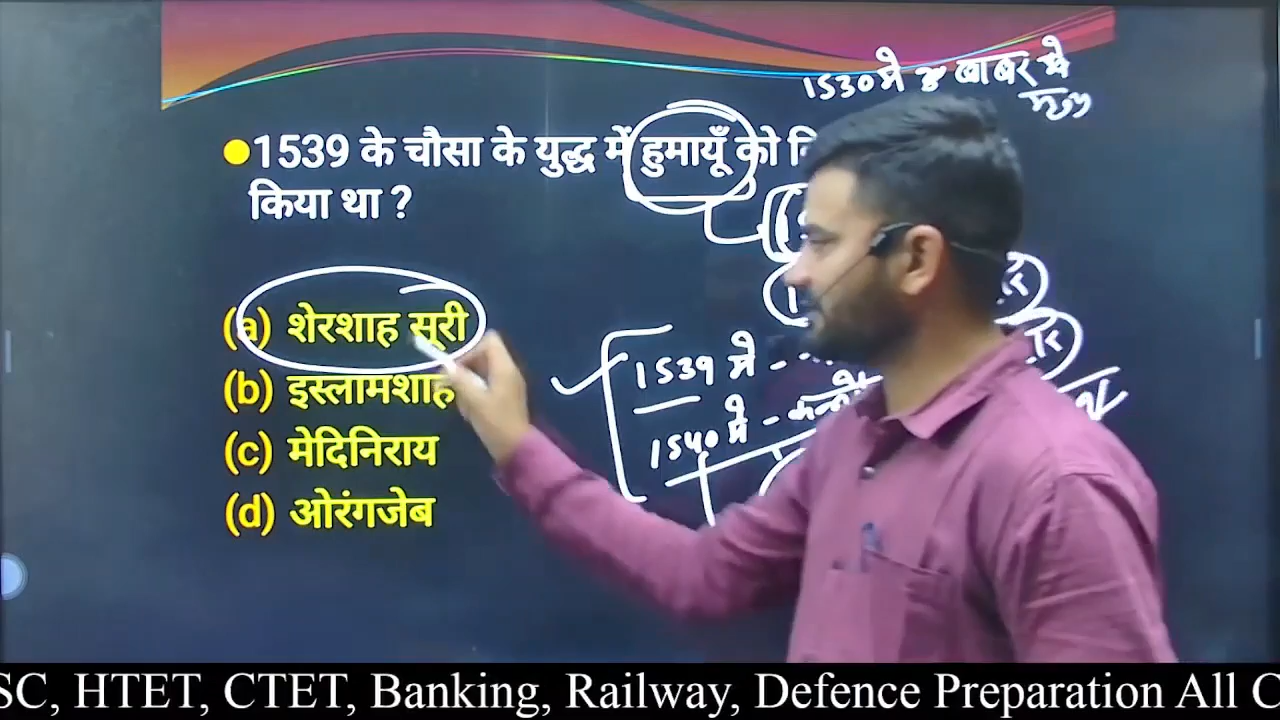 1530 में बाबर की
मृत्यु
1539 के चौसा के युद्ध में हुमायूँ को
किया था ?
(a) शेरशाह सूरी
(b) इस्लामशाह
(c) मेदिनिराय
(d) ओरंगजेब
1539 में -
1540 में -
SC, HTET, CTET, Banking, Railway, Defence Preparation All